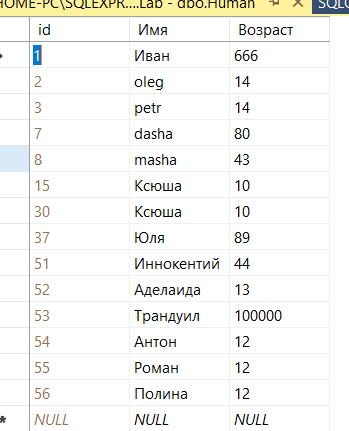 HOME-PC\SQLEXPR....Lab - dbo.Human
id Имя Возраст
1 Иван 666
2 oleg 14
3 petr 14
7 dasha 80
8 masha 43
15 Ксюша 10
30 Ксюша 10
37 Юля 89
51 Иннокентий 44
52 Аделаида 13
53 Трандуил 100000
54 Антон 12
55 Роман 12
56 Полина 12
* NULL NULL NULL